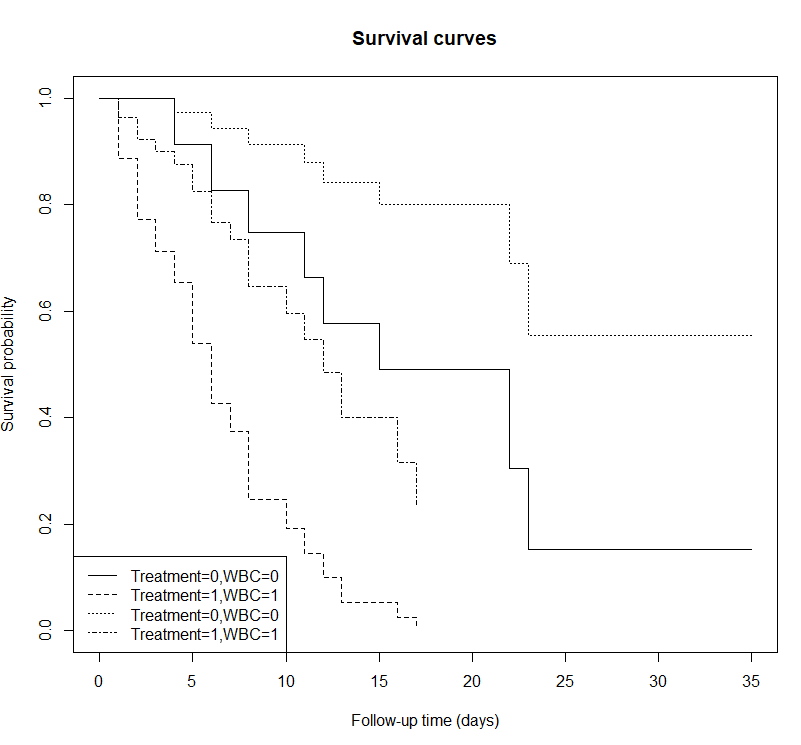 Survival curves
Survival probability
1.0
0.8
0.6
0.4
0.2
0.0
Treatment=0,WBC=0
Treatment=1,WBC=1
Treatment=0,WBC=0
Treatment=1,WBC=1
0 5 10 15 20 25 30 35
Follow-up time (days)